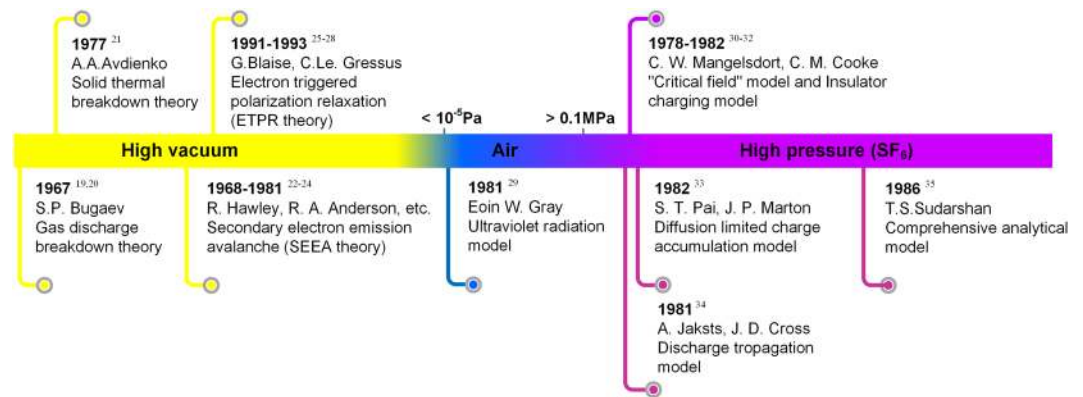 1977 21
A.A.Avdienko
Solid thermal
breakdown theory
1991-1993 25-28
G.Blaise, C.Le. Gressus
Electron triggered
polarization relaxation
(ETPR theory)
< 10-5Pa
> 0.1MPa
1978-1982 30-32
C. W. Mangelsdort, C. M. Cooke
"Critical field" model and Insulator
charging model
High vacuum
Air
High pressure (SF6)
1967 19,20
S.P. Bugaev
Gas discharge
breakdown theory
1968-1981 22-24
R. Hawley, R. A. Anderson, etc.
Secondary electron emission
avalanche (SEEA theory)
1981 29
Eoin W. Gray
Ultraviolet radiation
model
1982 33
S. T. Pai, J. P. Marton
Diffusion limited charge
accumulation model
1986 35
T.S.Sudarshan
Comprehensive analytical
model
1981 34
A. Jaksts, J. D. Cross
Discharge tropagation
model